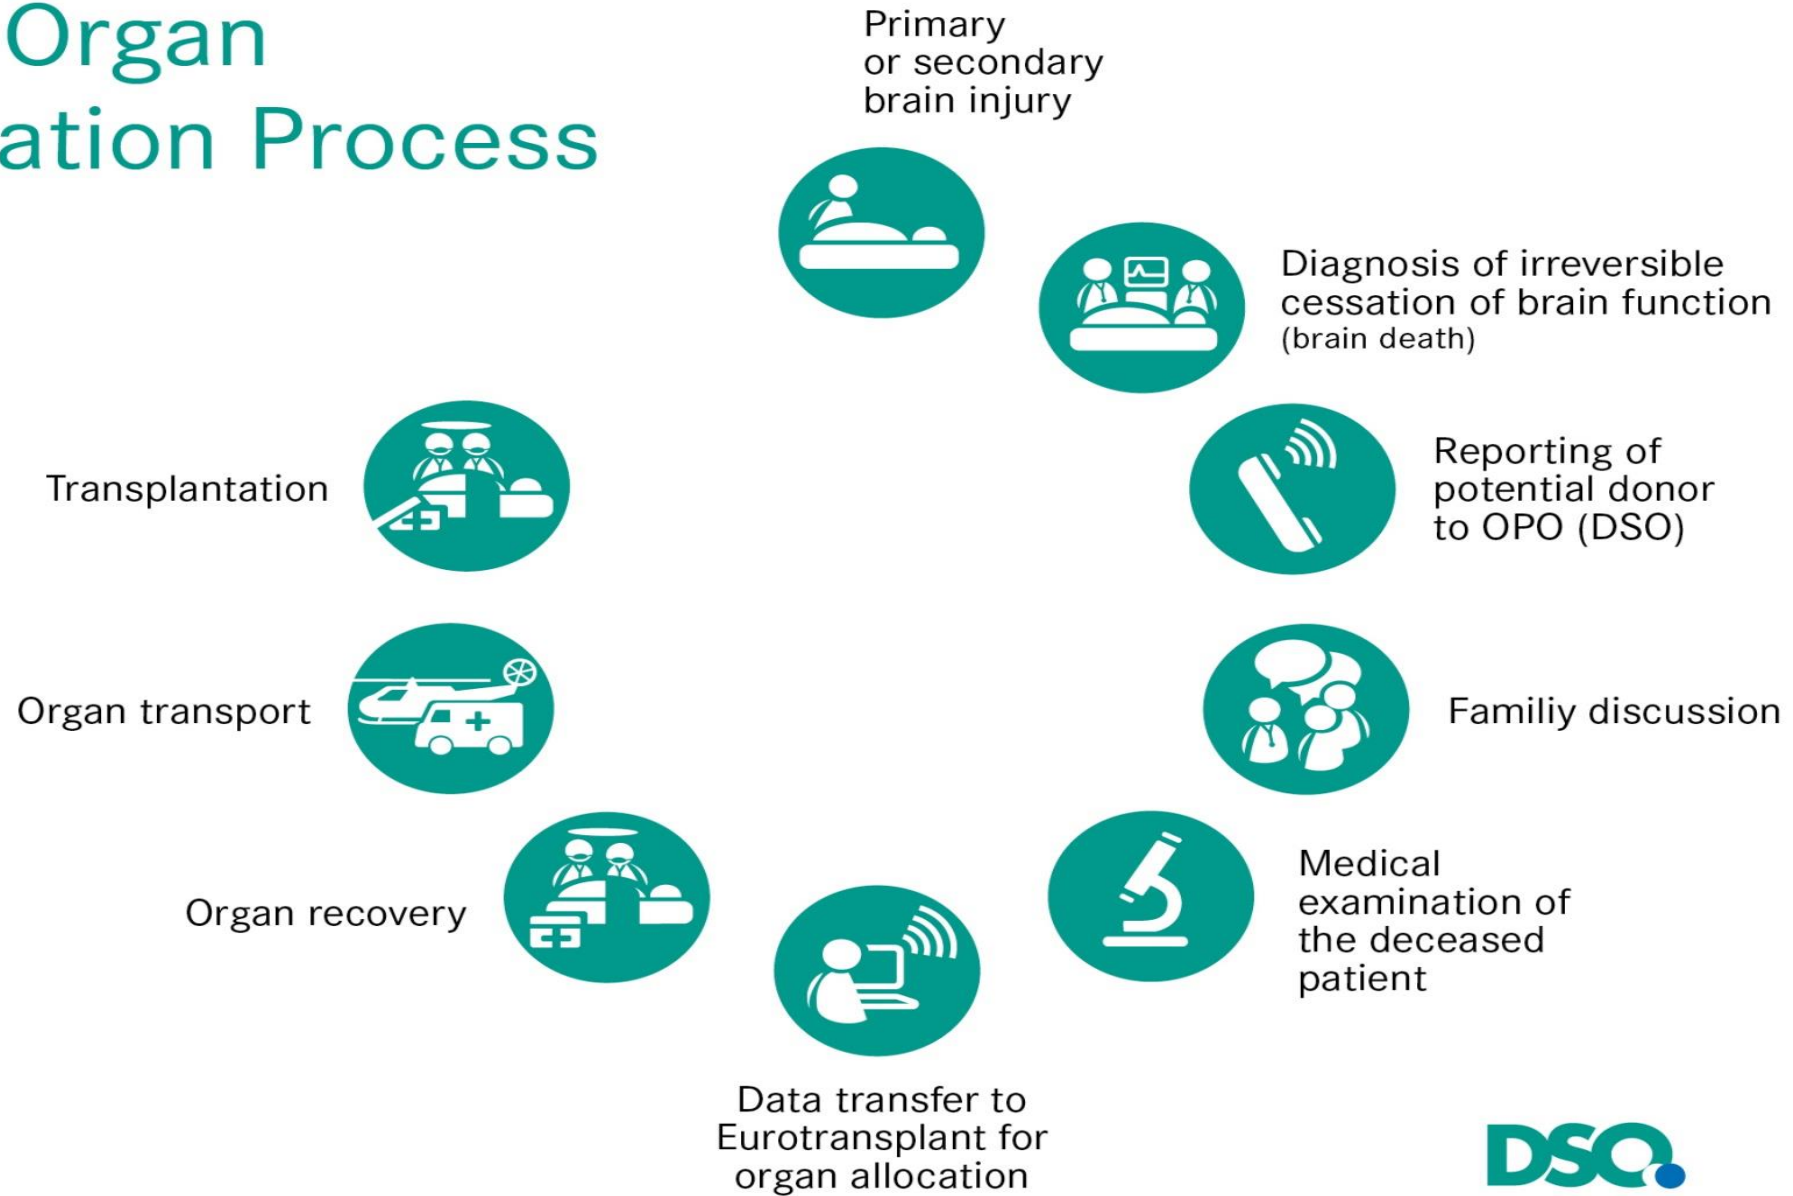 Organ
ation Process
Primary
or secondary
brain injury
Diagnosis of irreversible
cessation of brain function
(brain death)
Reporting of
potential donor
to OPO (DSO)
Familiy discussion
Medical
examination of
the deceased
patient
Data transfer to
Eurotransplant for
organ allocation
Organ recovery
Organ transport
Transplantation
DSO